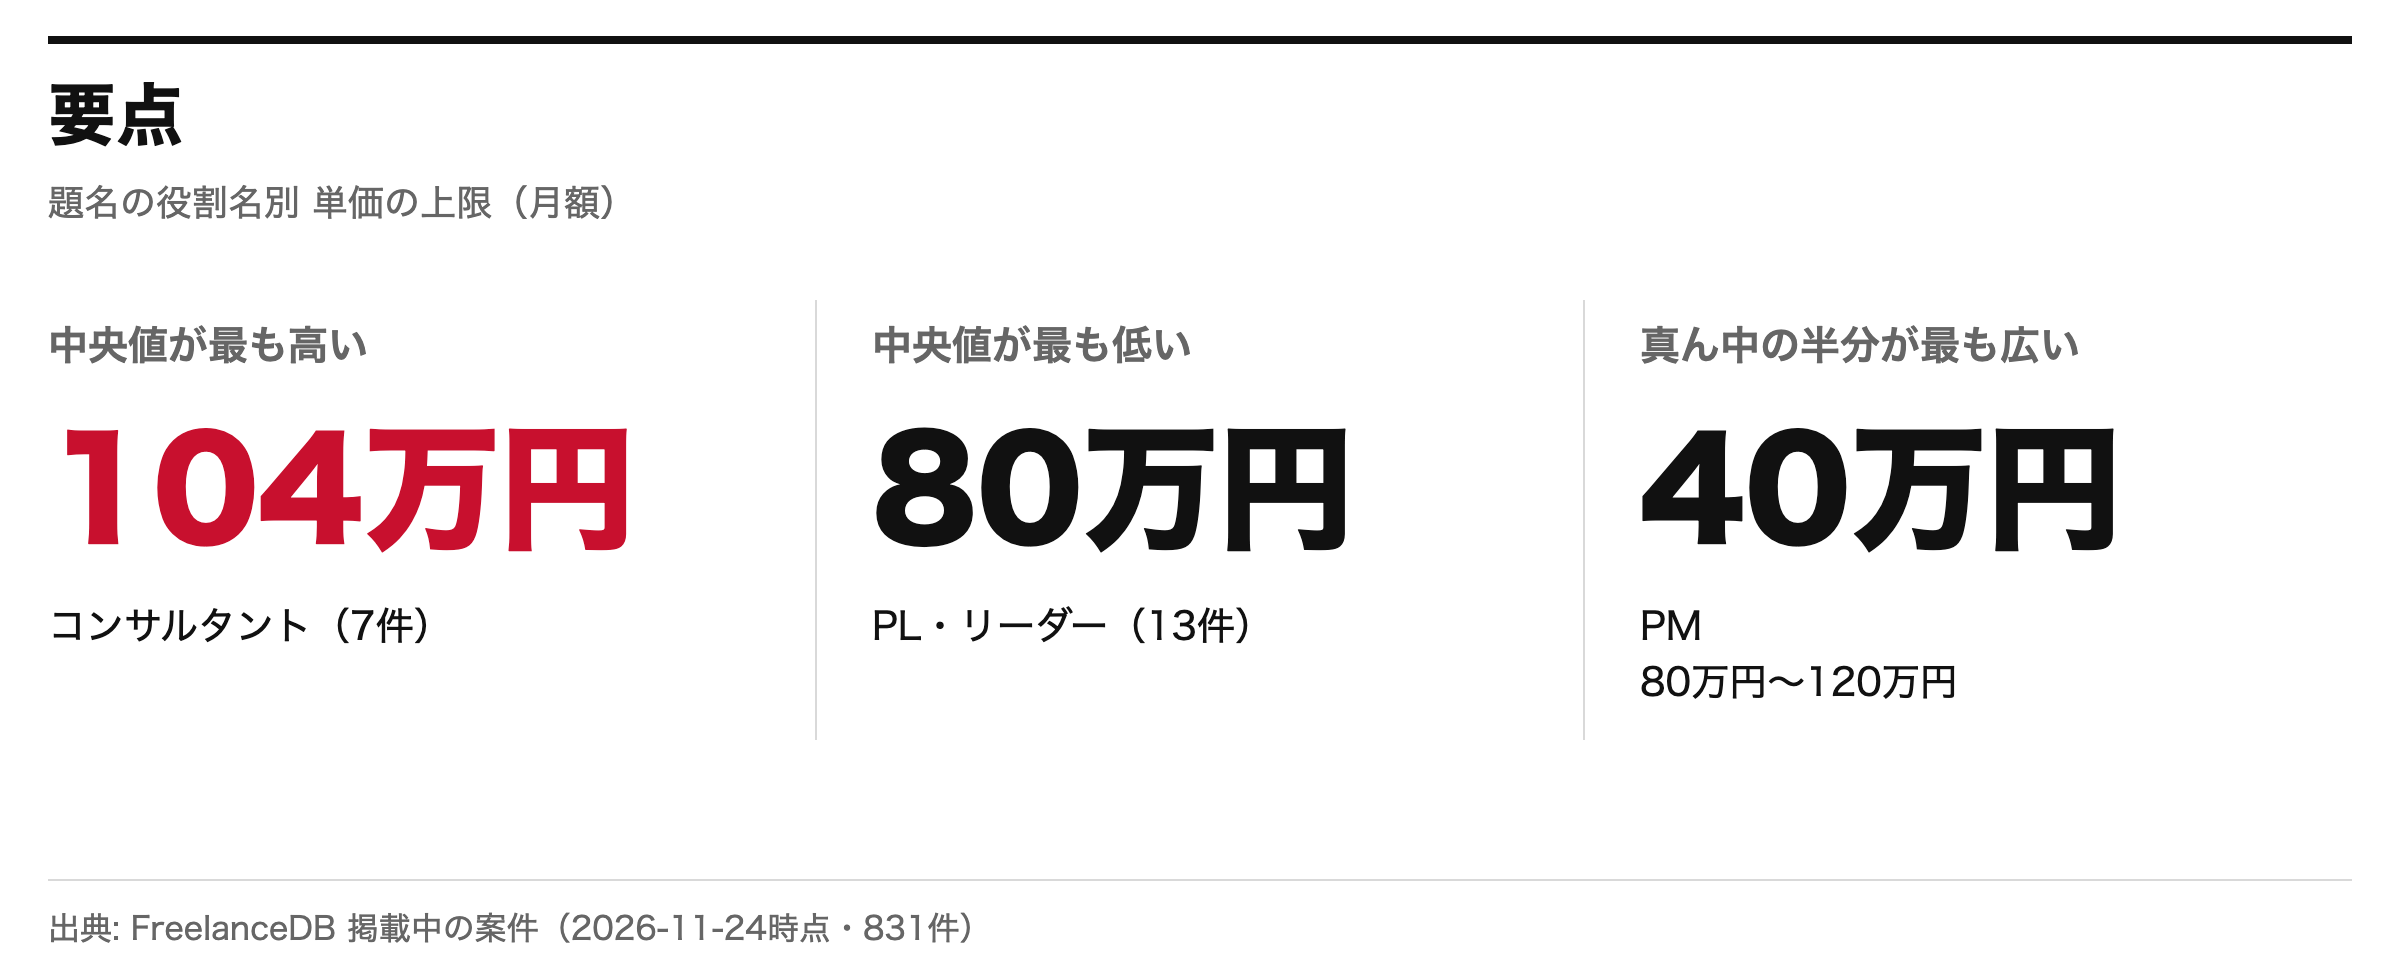 要点
題名の役割名別 単価の上限（月額）
中央値が最も高い
104万円
コンサルタント（7件）
中央値が最も低い
80万円
PL・リーダー（13件）
真ん中の半分が最も広い
40万円
PM
80万円〜120万円
出典: FreelanceDB 掲載中の案件（2026-11-24時点・831件）